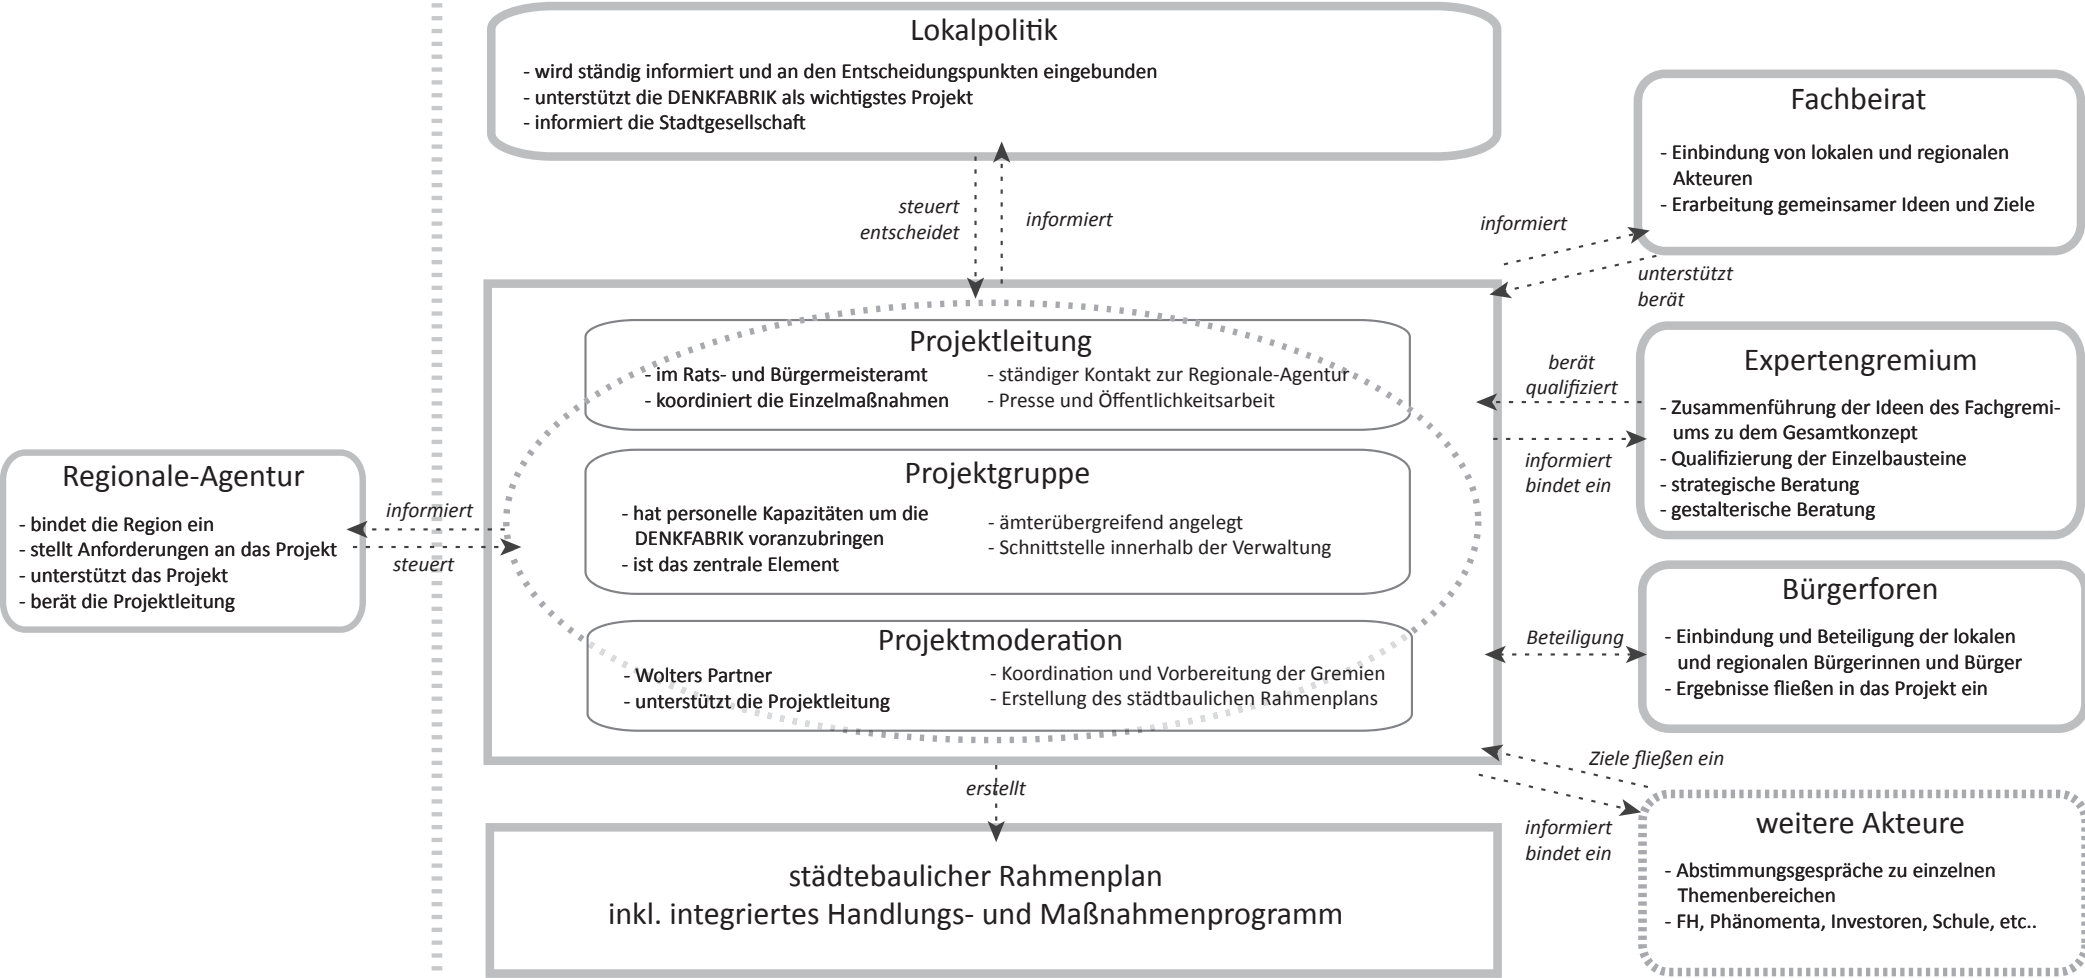 Lokalpolitik
- wird ständig informiert und an den Entscheidungspunkten eingebunden
- unterstützt die DENKFABRIK als wichtigstes Projekt
- informiert die Stadtgesellschaft
steuert
entscheidet
informiert
Fachbeirat
- Einbindung von lokalen und regionalen
Akteuren
- Erarbeitung gemeinsamer Ideen und Ziele
informiert
unterstützt
berät
Projektleitung
- im Rats- und Bürgermeisteramt
- koordiniert die Einzelmaßnahmen
- ständiger Kontakt zur Regionale-Agentur
- Presse und Öffentlichkeitsarbeit
berät
qualifiziert
informiert
bindet ein
Expertengremium
- Zusammenführung der Ideen des Fachgremi-
ums zu dem Gesamtkonzept
- Qualifizierung der Einzelbausteine
- strategische Beratung
- gestalterische Beratung
Regionale-Agentur
- bindet die Region ein
- stellt Anforderungen an das Projekt
- unterstützt das Projekt
- berät die Projektleitung
informiert
steuert
Projektgruppe
- hat personelle Kapazitäten um die
DENKFABRIK voranzubringen
- ist das zentrale Element
- ämterübergreifend angelegt
- Schnittstelle innerhalb der Verwaltung
Projektmoderation
- Wolters Partner
- unterstützt die Projektleitung
- Koordination und Vorbereitung der Gremien
- Erstellung des städtbaulichen Rahmenplans
Beteiligung
Bürgerforen
- Einbindung und Beteiligung der lokalen
und regionalen Bürgerinnen und Bürger
- Ergebnisse fließen in das Projekt ein
Ziele fließen ein
informiert
bindet ein
weitere Akteure
- Abstimmungsgespräche zu einzelnen
Themenbereichen
- FH, Phänomenta, Investoren, Schule, etc..
erstellt
städtebaulicher Rahmenplan
inkl. integriertes Handlungs- und Maßnahmenprogramm